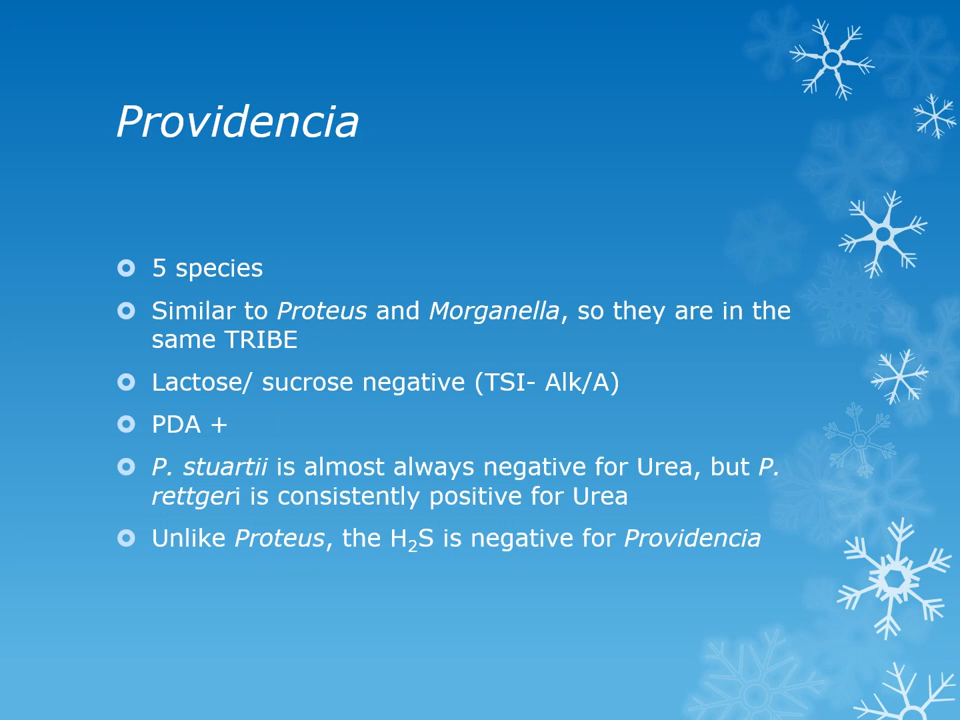 Providencia
5 species
Similar to Proteus and Morganella, so they are in the
same TRIBE
Lactose/ sucrose negative (TSI- Alk/A)
PDA +
P. stuartii is almost always negative for Urea, but P.
rettgeri is consistently positive for Urea
Unlike Proteus, the H₂S is negative for Providencia